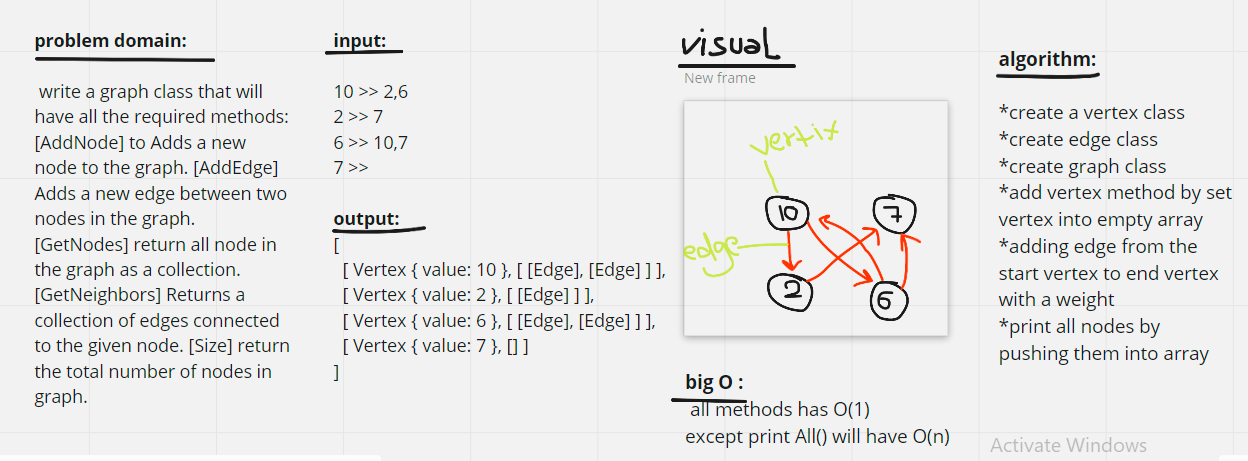 problem domain:
write a graph class that will
have all the required methods:
[AddNode] to Adds a new
node to the graph. [AddEdge]
Adds a new edge between two
nodes in the graph.
[GetNodes] return all node in
the graph as a collection.
[GetNeighbors] Returns a
collection of edges connected
to the given node. [Size] return
the total number of nodes in
graph.
input:
10 >> 2,6
2 >> 7
6 >> 10,7
7 >>
output:
[
[ Vertex { value: 10 }, [ [Edge], [Edge] ] ],
[ Vertex { value: 2 }, [ [Edge] ] ],
[ Vertex { value: 6 }, [ [Edge], [Edge] ] ],
[ Vertex { value: 7 }, [] ]
]
visual
New frame
vertix
10
7
edge
2
6
big O :
all methods has O(1)
except print All() will have O(n)
algorithm:
*create a vertex class
*create edge class
*create graph class
*add vertex method by set
vertex into empty array
*adding edge from the
start vertex to end vertex
with a weight
*print all nodes by
pushing them into array
Activate Windows